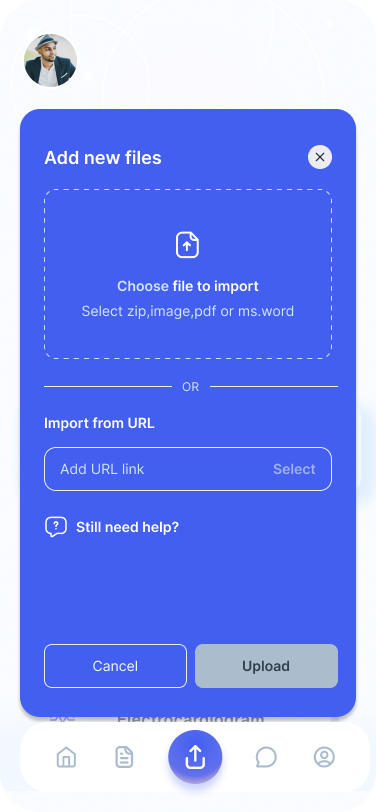 Add new files
Choose file to import
Select zip,image,pdf or ms.word
OR
Import from URL
Add URL link
Select
?
Still need help?
Cancel
Upload
Electrocardiogram